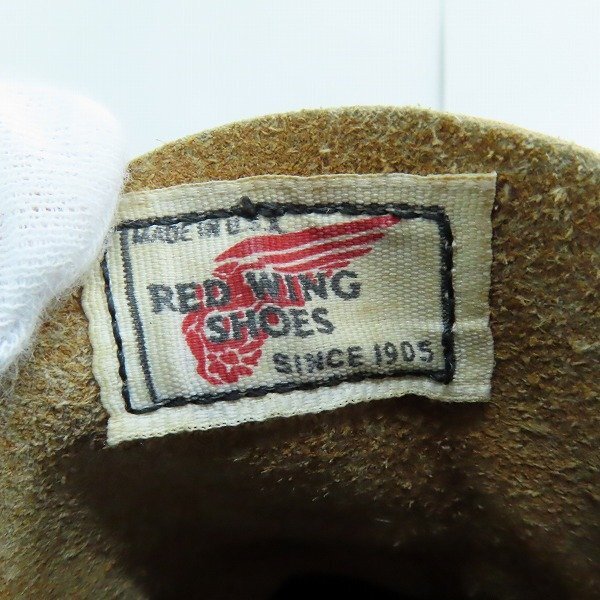 MADE IN U.S.A
RED WING
SHOES
SINCE 1905